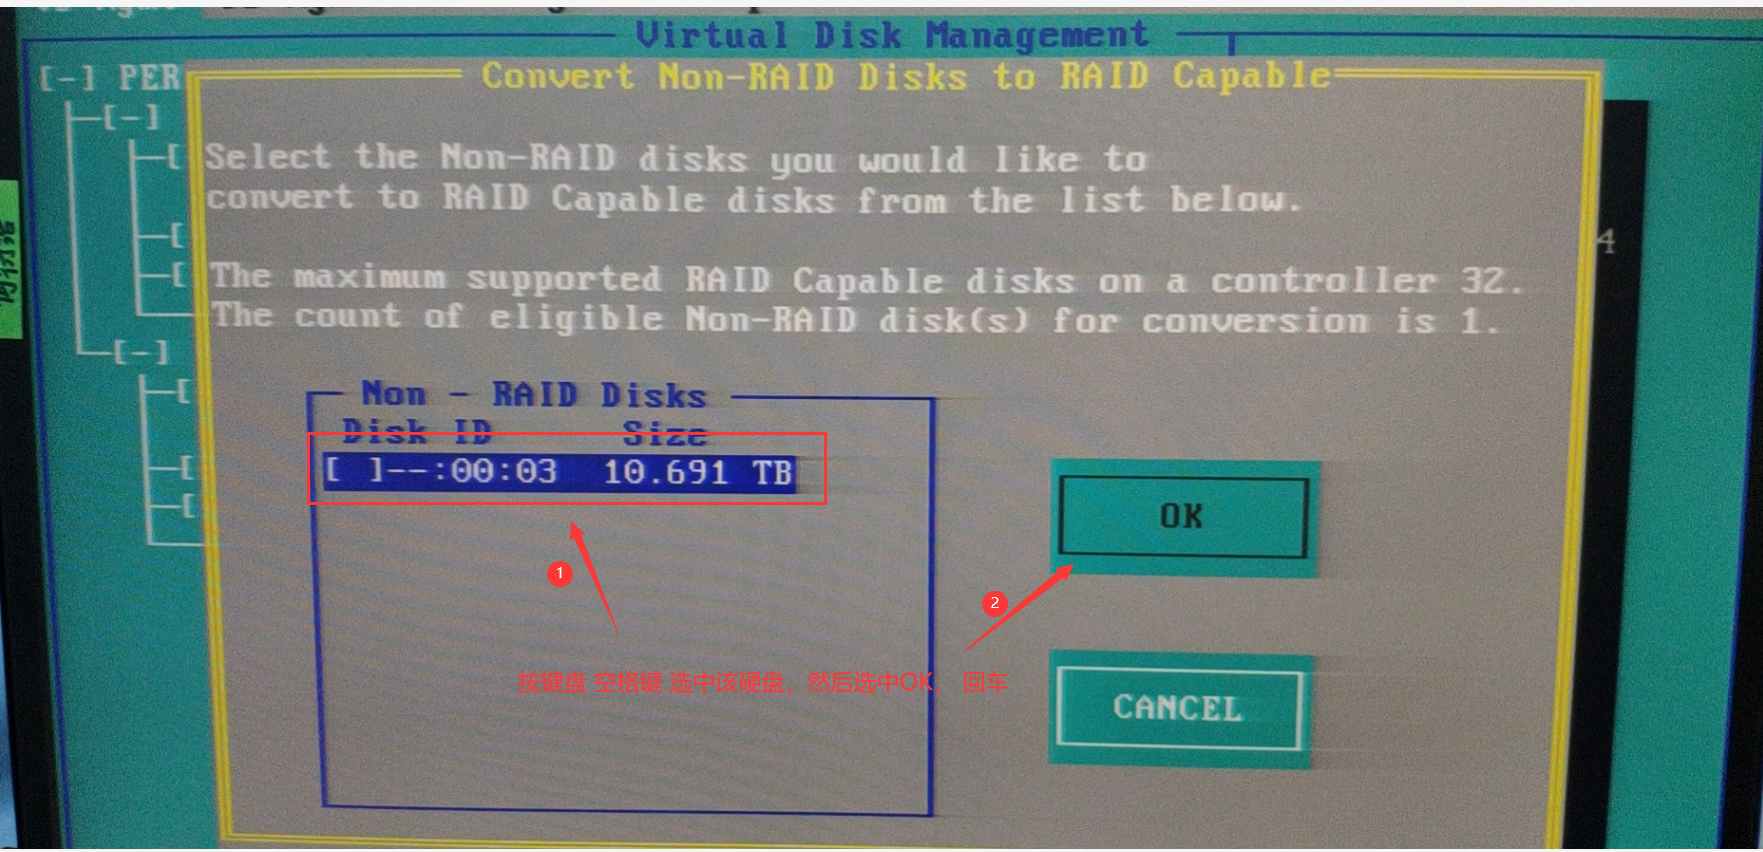 Virtual Disk Management
[-] PER
Convert Non-RAID Disks to RAID Capable
[-]
[
Select the Non-RAID disks you would like to
convert to RAID Capable disks from the list below.
[
4
[
The maximum supported RAID Capable disks on a controller 32.
The count of eligible Non-RAID disk(s) for conversion is 1.
[-]
[
Non - RAID Disks
Disk ID Size
[ ]--:00:03 10.691 TB
[
[
OK
1
2
按键盘 空格键 选中该硬盘，然后选中OK， 回车
CANCEL